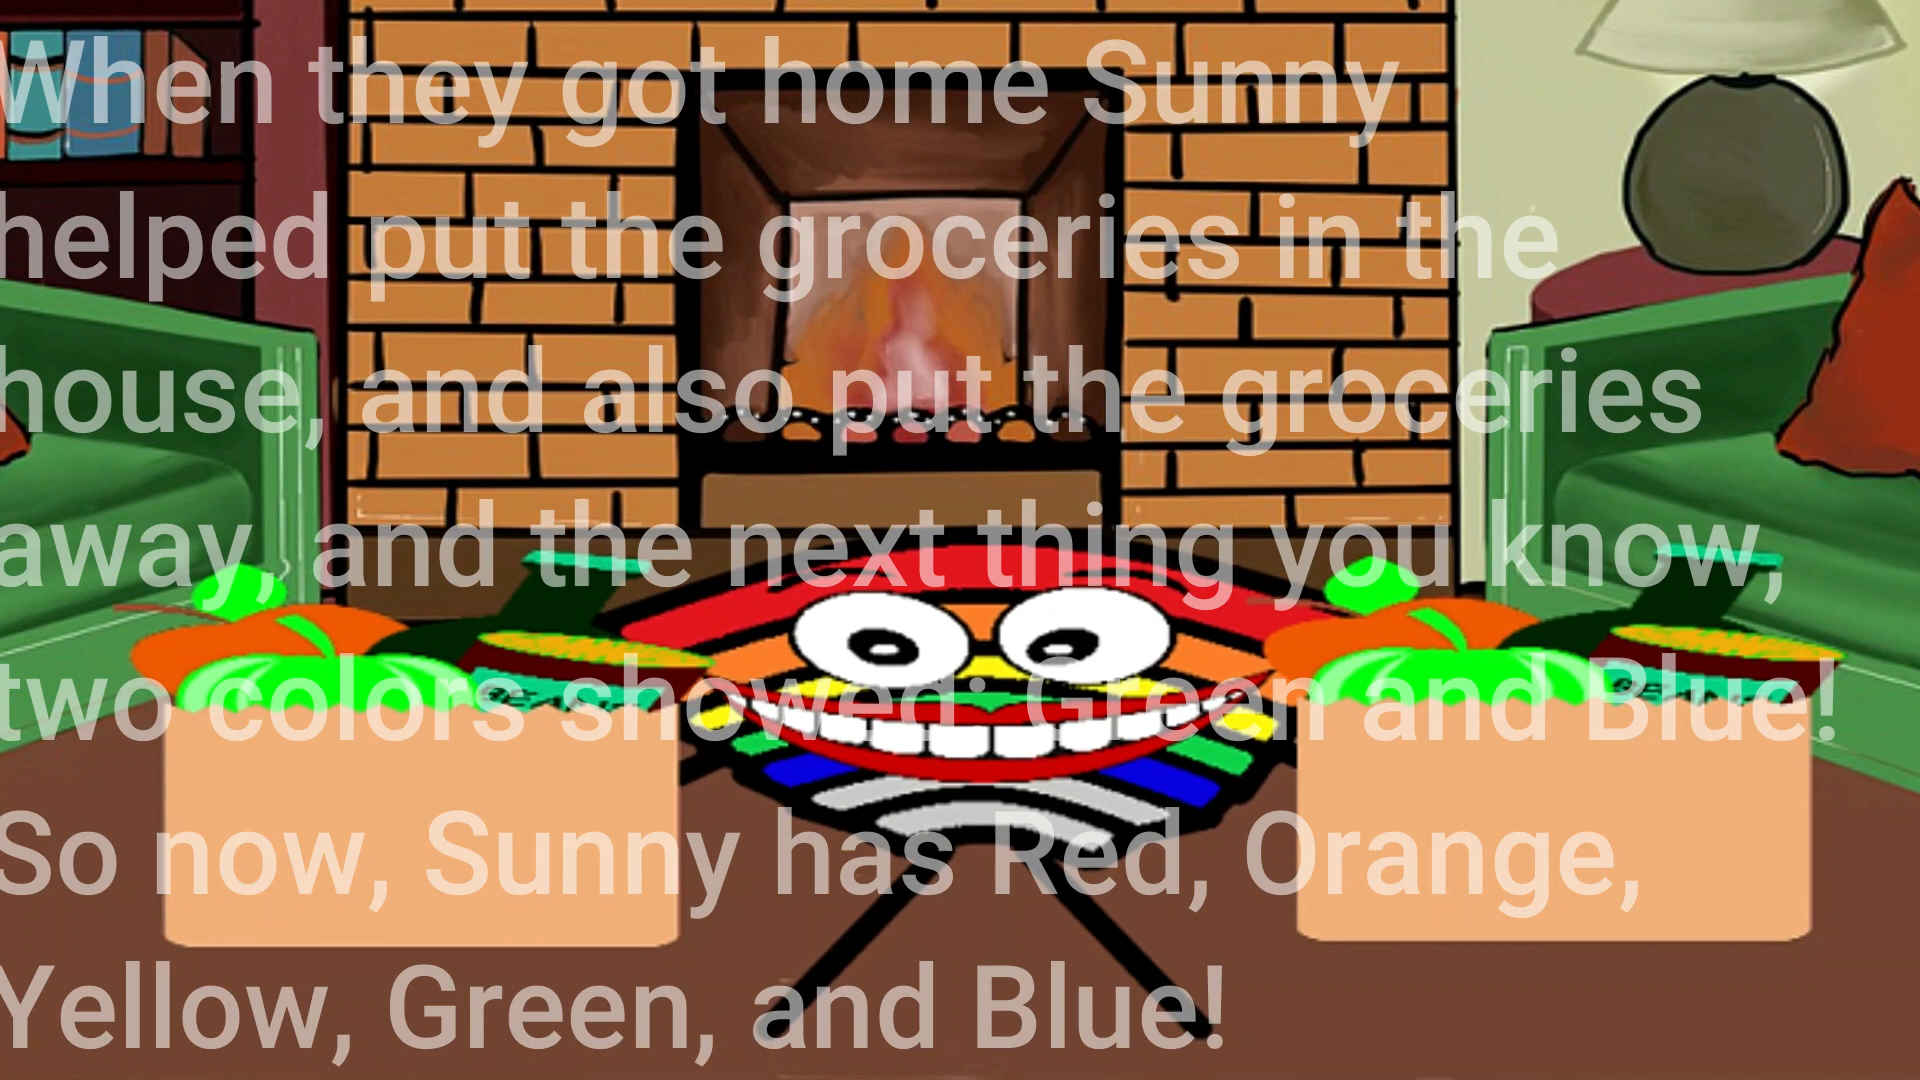 When they got home Sunny
helped put the groceries in the
house, and also put the groceries
away, and the next thing you know,
two colors showed: Green and Blue!
So now, Sunny has Red, Orange,
Yellow, Green, and Blue!